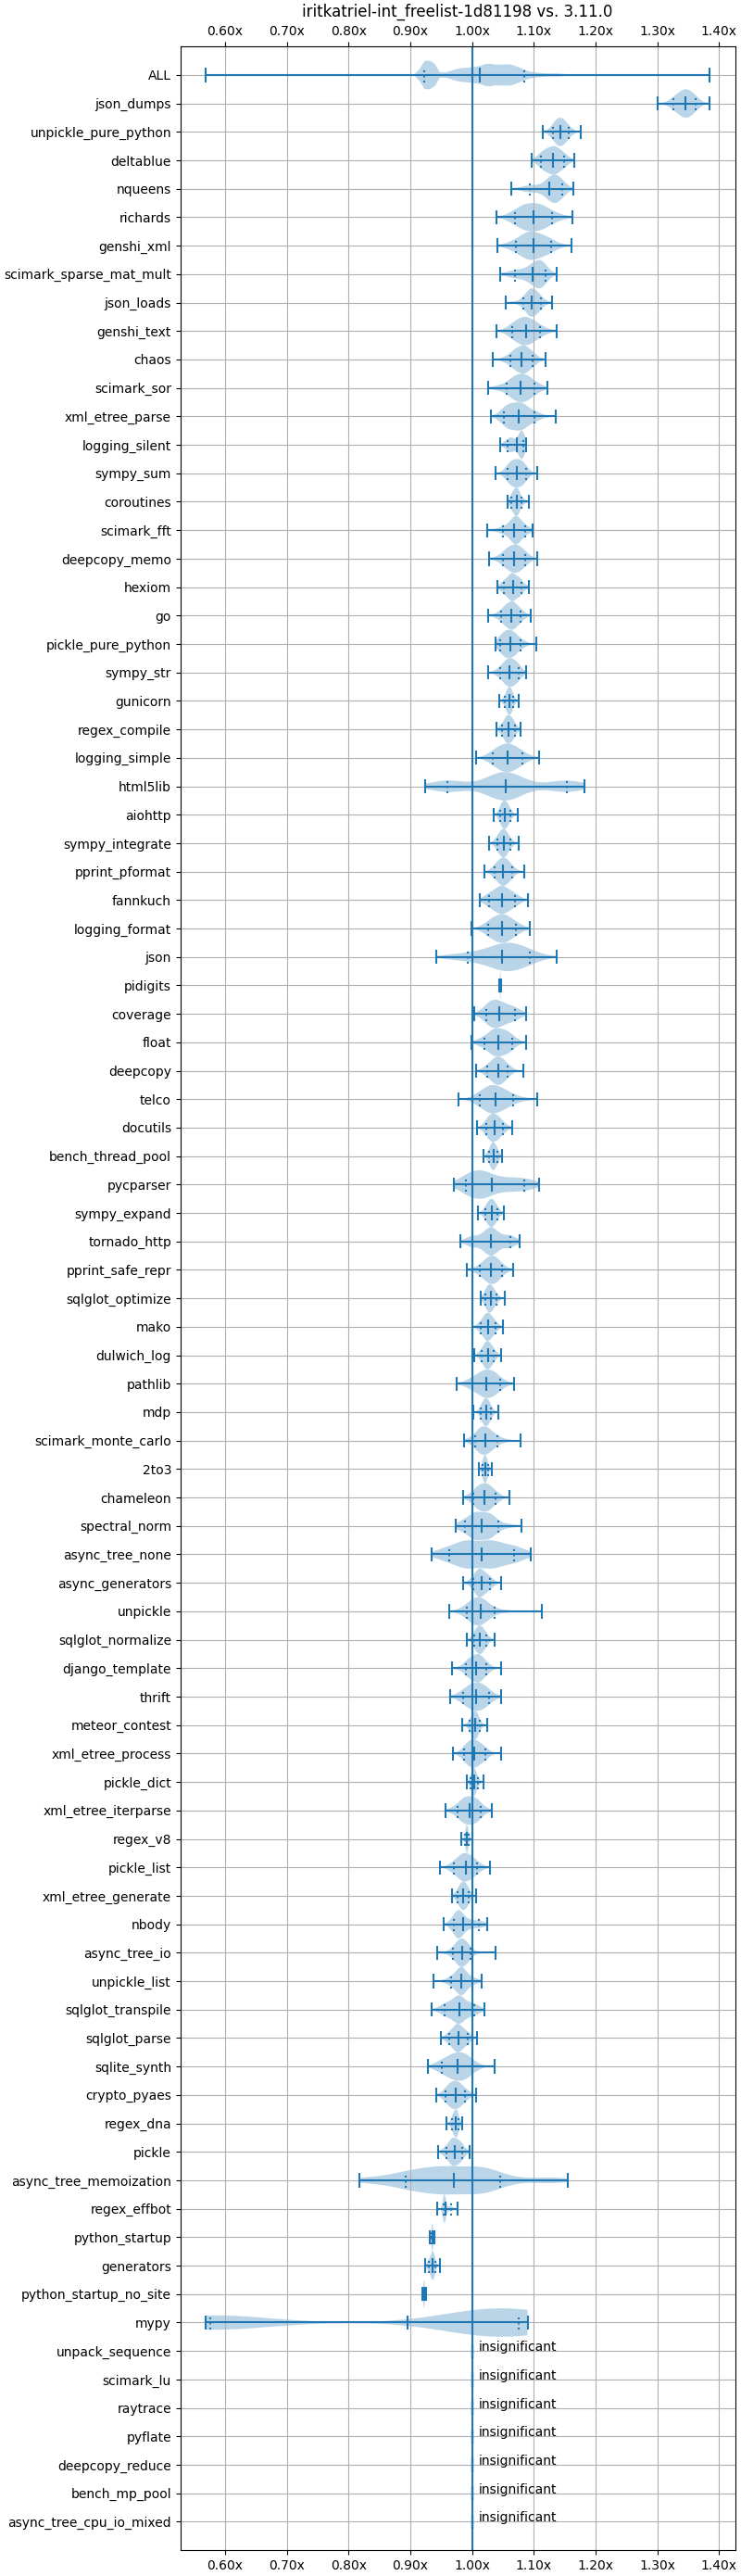 iritkatriel-int_freelist-1d81198 vs. 3.11.0
0.60x 0.70x 0.80x 0.90x 1.00x 1.10x 1.20x 1.30x 1.40x
ALL
json_dumps
unpickle_pure_python
deltablue
nqueens
richards
genshi_xml
scimark_sparse_mat_mult
json_loads
genshi_text
chaos
scimark_sor
xml_etree_parse
logging_silent
sympy_sum
coroutines
scimark_fft
deepcopy_memo
hexiom
go
pickle_pure_python
sympy_str
gunicorn
regex_compile
logging_simple
html5lib
aiohttp
sympy_integrate
pprint_pformat
fannkuch
logging_format
json
pidigits
coverage
float
deepcopy
telco
docutils
bench_thread_pool
pycparser
sympy_expand
tornado_http
pprint_safe_repr
sqlglot_optimize
mako
dulwich_log
pathlib
mdp
scimark_monte_carlo
2to3
chameleon
spectral_norm
async_tree_none
async_generators
unpickle
sqlglot_normalize
django_template
thrift
meteor_contest
xml_etree_process
pickle_dict
xml_etree_iterparse
regex_v8
pickle_list
xml_etree_generate
nbody
async_tree_io
unpickle_list
sqlglot_transpile
sqlglot_parse
sqlite_synth
crypto_pyaes
regex_dna
pickle
async_tree_memoization
regex_effbot
python_startup
generators
python_startup_no_site
mypy
unpack_sequence insignificant
scimark_lu insignificant
raytrace insignificant
pyflate insignificant
deepcopy_reduce insignificant
bench_mp_pool insignificant
async_tree_cpu_io_mixed insignificant
0.60x 0.70x 0.80x 0.90x 1.00x 1.10x 1.20x 1.30x 1.40x